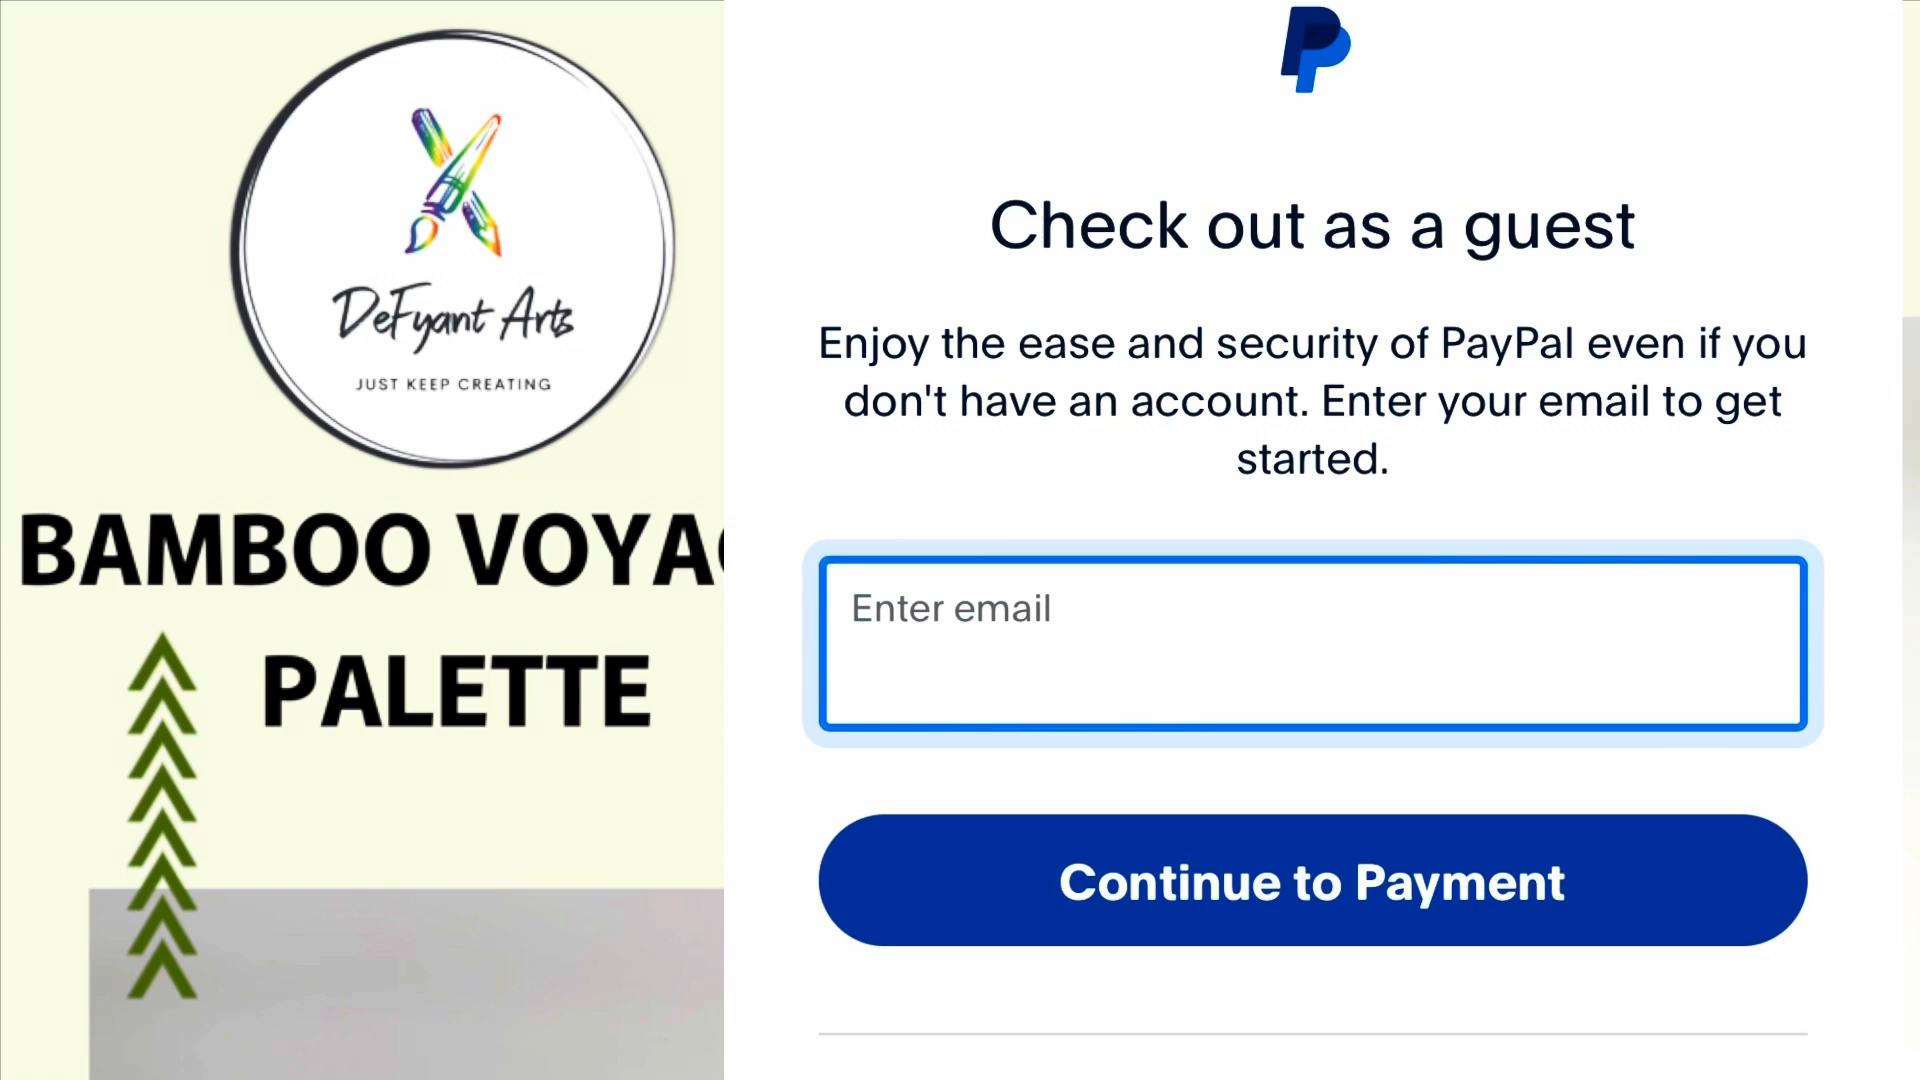 DeFyant Arts
JUST KEEP CREATING
BAMBOO VOYA
PALETTE
Check out as a guest
Enjoy the ease and security of PayPal even if you
don't have an account. Enter your email to get
started.
Enter email
Continue to Payment